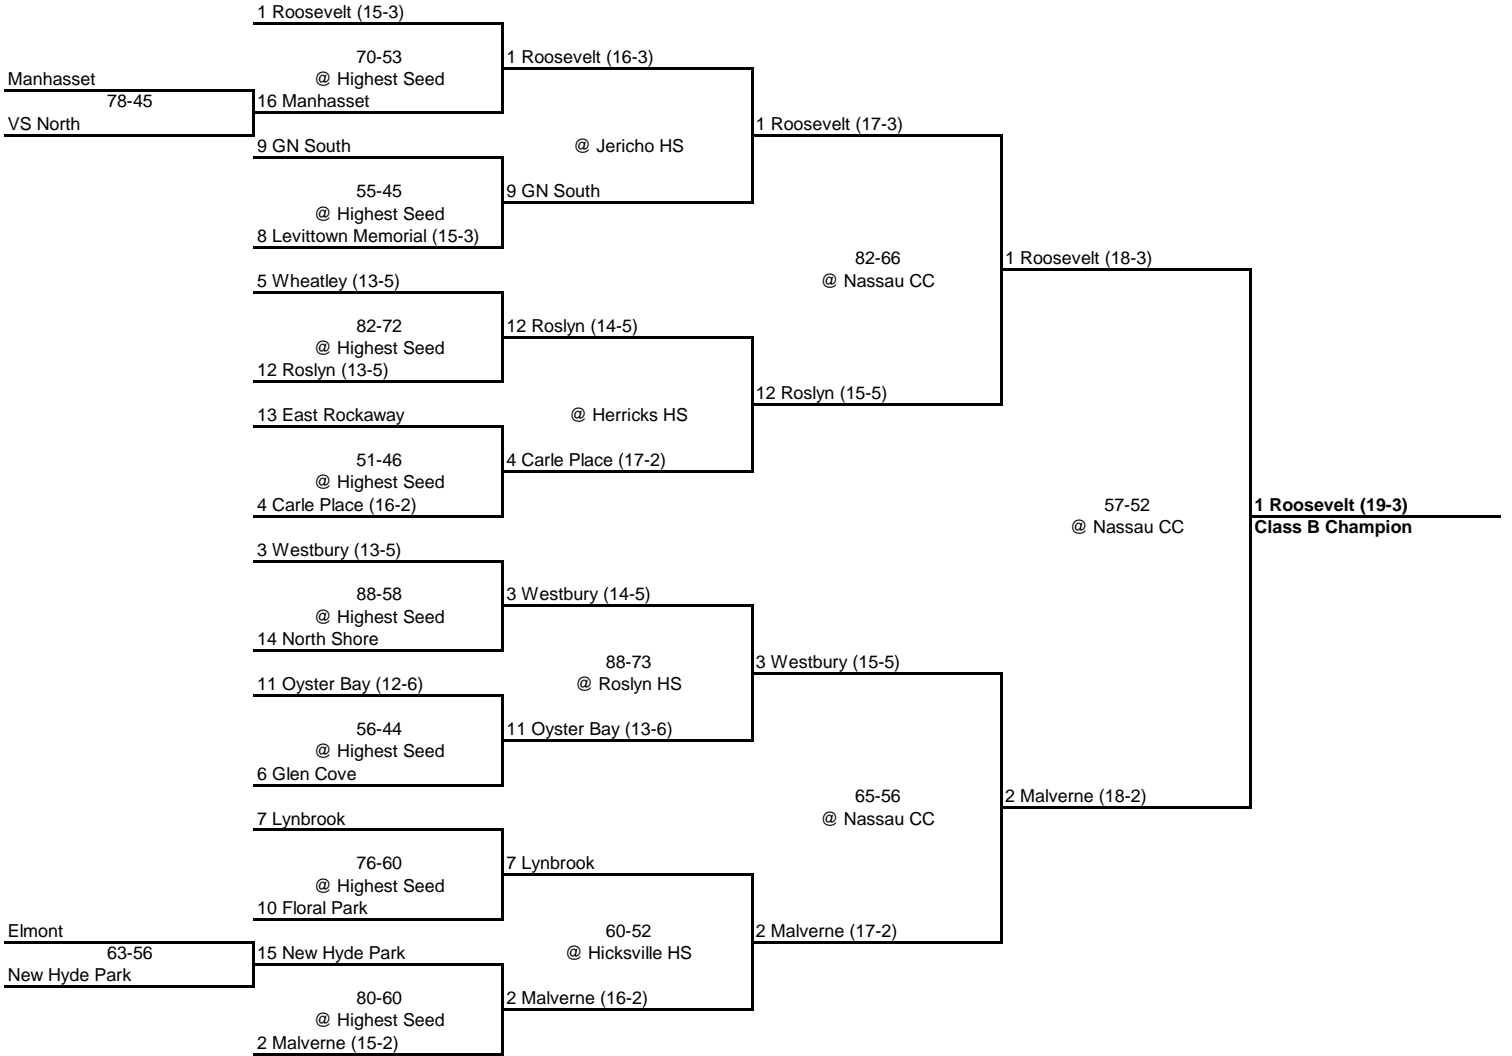 1 Roosevelt (15-3)
70-53
@ Highest Seed
1 Roosevelt (16-3)
Manhasset
78-45
16 Manhasset
VS North
1 Roosevelt (17-3)
9 GN South
@ Jericho HS
55-45
@ Highest Seed
9 GN South
8 Levittown Memorial (15-3)
82-66
@ Nassau CC
1 Roosevelt (18-3)
5 Wheatley (13-5)
82-72
@ Highest Seed
12 Roslyn (14-5)
12 Roslyn (13-5)
12 Roslyn (15-5)
13 East Rockaway
@ Herricks HS
51-46
@ Highest Seed
4 Carle Place (17-2)
4 Carle Place (16-2)
57-52
@ Nassau CC
1 Roosevelt (19-3)
Class B Champion
3 Westbury (13-5)
88-58
@ Highest Seed
3 Westbury (14-5)
14 North Shore
88-73
@ Roslyn HS
3 Westbury (15-5)
11 Oyster Bay (12-6)
56-44
@ Highest Seed
11 Oyster Bay (13-6)
6 Glen Cove
65-56
@ Nassau CC
2 Malverne (18-2)
7 Lynbrook
76-60
@ Highest Seed
7 Lynbrook
10 Floral Park
Elmont
63-56
New Hyde Park
15 New Hyde Park
60-52
@ Hicksville HS
2 Malverne (17-2)
80-60
@ Highest Seed
2 Malverne (16-2)
2 Malverne (15-2)